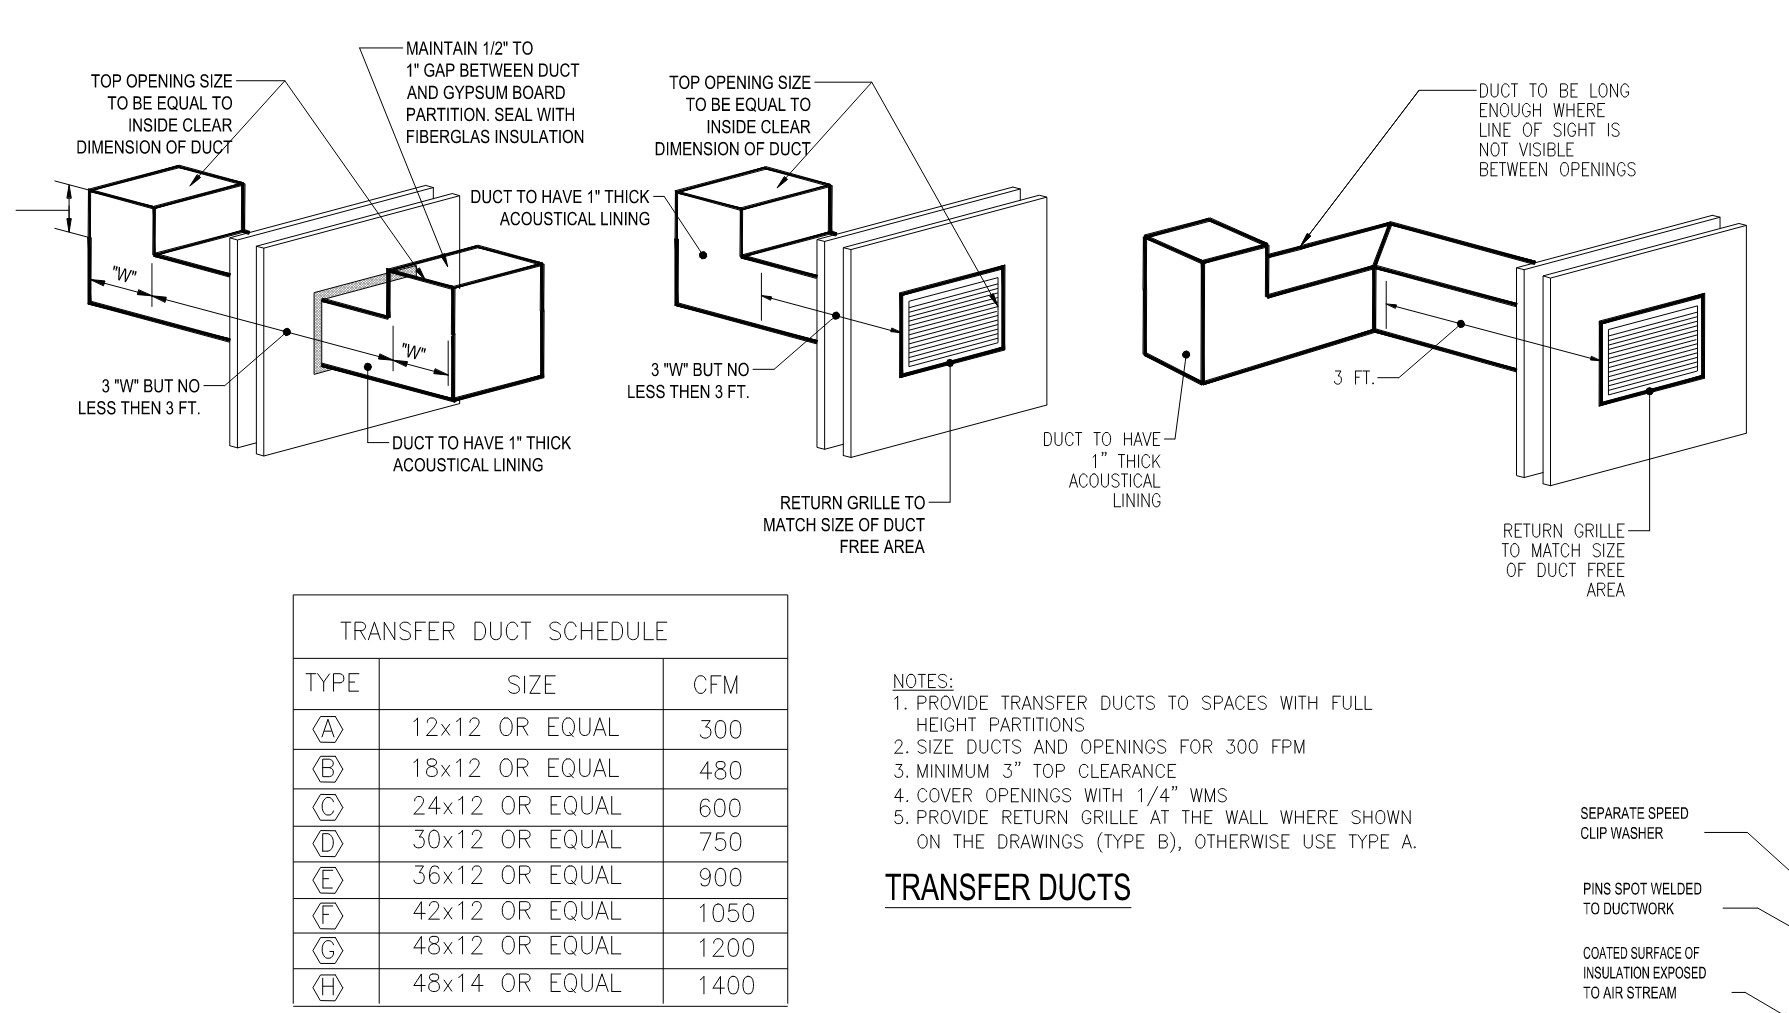 TOP OPENING SIZE
TO BE EQUAL TO
INSIDE CLEAR
DIMENSION OF DUCT
MAINTAIN 1/2" TO
1" GAP BETWEEN DUCT
AND GYPSUM BOARD
PARTITION. SEAL WITH
FIBERGLAS INSULATION
"W"
"W"
3 "W" BUT NO
LESS THEN 3 FT.
DUCT TO HAVE 1" THICK
ACOUSTICAL LINING
TOP OPENING SIZE
TO BE EQUAL TO
INSIDE CLEAR
DIMENSION OF DUCT
DUCT TO HAVE 1" THICK
ACOUSTICAL LINING
3 "W" BUT NO
LESS THEN 3 FT.
RETURN GRILLE TO
MATCH SIZE OF DUCT
FREE AREA
DUCT TO BE LONG
ENOUGH WHERE
LINE OF SIGHT IS
NOT VISIBLE
BETWEEN OPENINGS
3 FT.
DUCT TO HAVE
1” THICK
ACOUSTICAL
LINING
RETURN GRILLE
TO MATCH SIZE
OF DUCT FREE
AREA
TRANSFER DUCT SCHEDULE
TYPE SIZE CFM
A 12x12 OR EQUAL 300
B 18x12 OR EQUAL 480
C 24x12 OR EQUAL 600
D 30x12 OR EQUAL 750
E 36x12 OR EQUAL 900
F 42x12 OR EQUAL 1050
G 48x12 OR EQUAL 1200
H 48x14 OR EQUAL 1400
NOTES:
1. PROVIDE TRANSFER DUCTS TO SPACES WITH FULL
HEIGHT PARTITIONS
2. SIZE DUCTS AND OPENINGS FOR 300 FPM
3. MINIMUM 3” TOP CLEARANCE
4. COVER OPENINGS WITH 1/4” WMS
5. PROVIDE RETURN GRILLE AT THE WALL WHERE SHOWN
ON THE DRAWINGS (TYPE B), OTHERWISE USE TYPE A.
TRANSFER DUCTS
SEPARATE SPEED
CLIP WASHER
PINS SPOT WELDED
TO DUCTWORK
COATED SURFACE OF
INSULATION EXPOSED
TO AIR STREAM